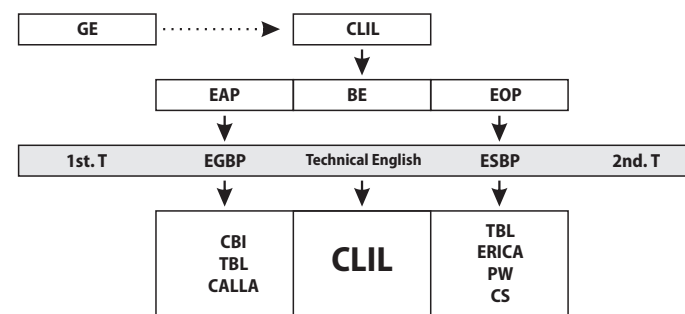 GE
CLIL
EAP
BE
EOP
1st. T
EGBP
Technical English
ESBP
2nd. T
CBI
TBL
CALLA
CLIL
TBL
ERICA
PW
CS